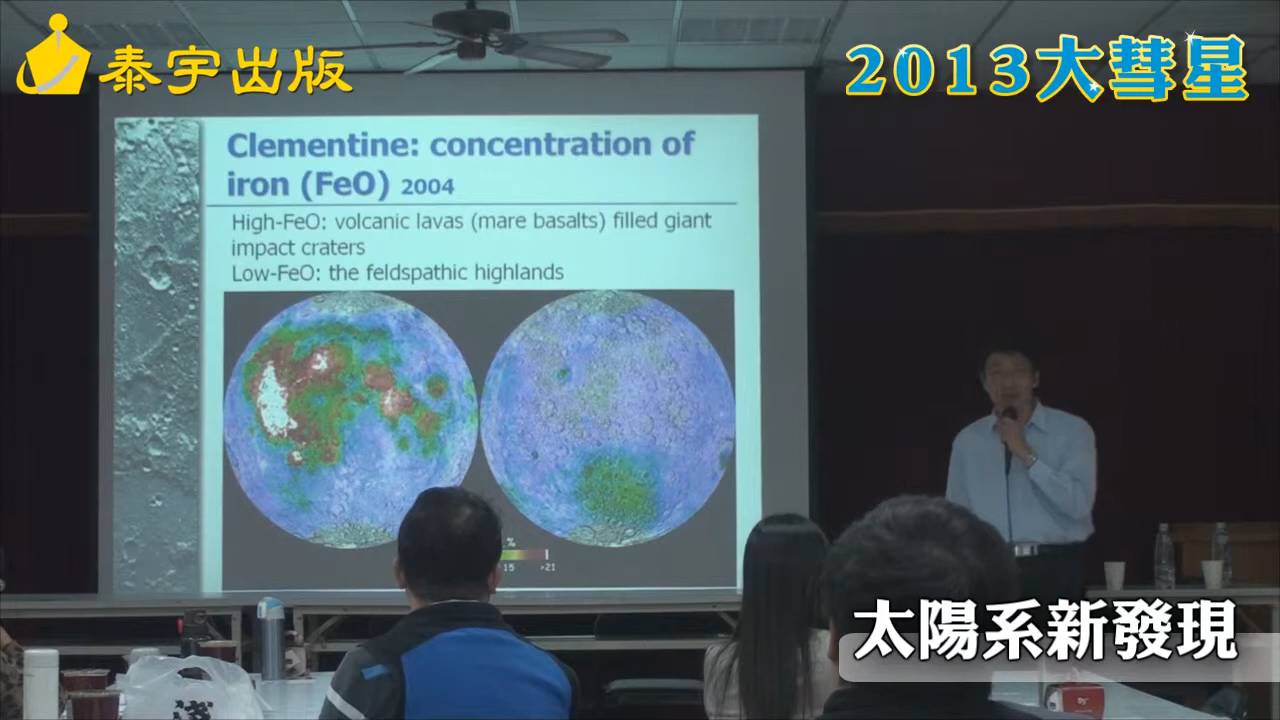 泰宇出版
2013大彗星
Clementine: concentration of
iron (FeO) 2004
High-FeO: volcanic lavas (mare basalts) filled giant
impact craters
Low-FeO: the feldspathic highlands
%
15 >21
太陽系新發現